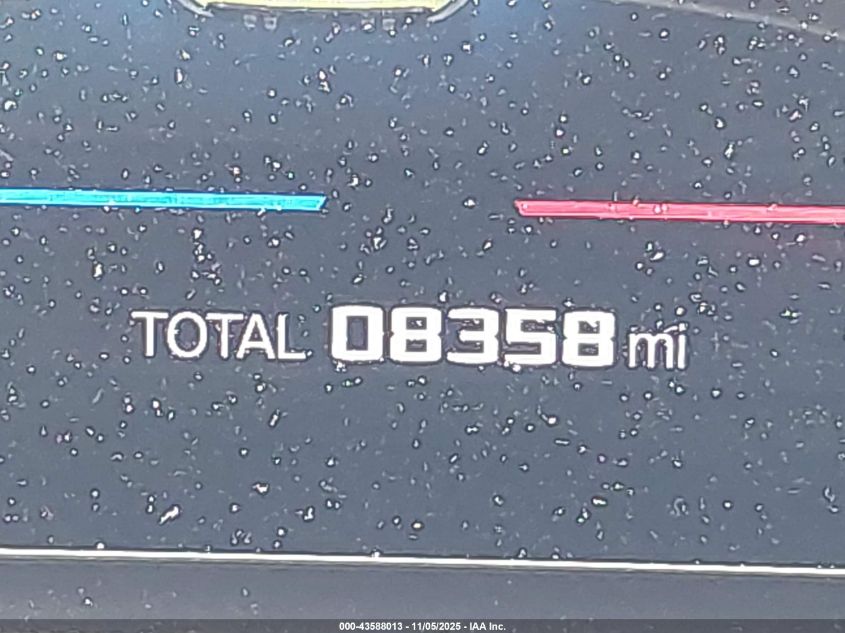 TOTAL 08358 mi
000-43588013 - 11/05/2025 - IAA Inc.